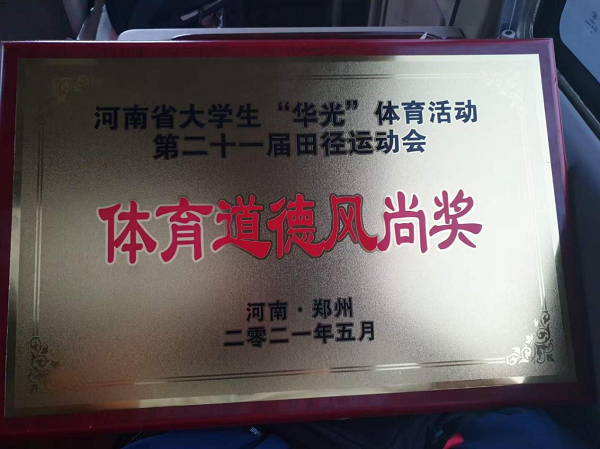 河南省大学生“华光”体育活动
第二十一届田径运动会
体育道德风尚奖
河南·郑州
二零二一年五月